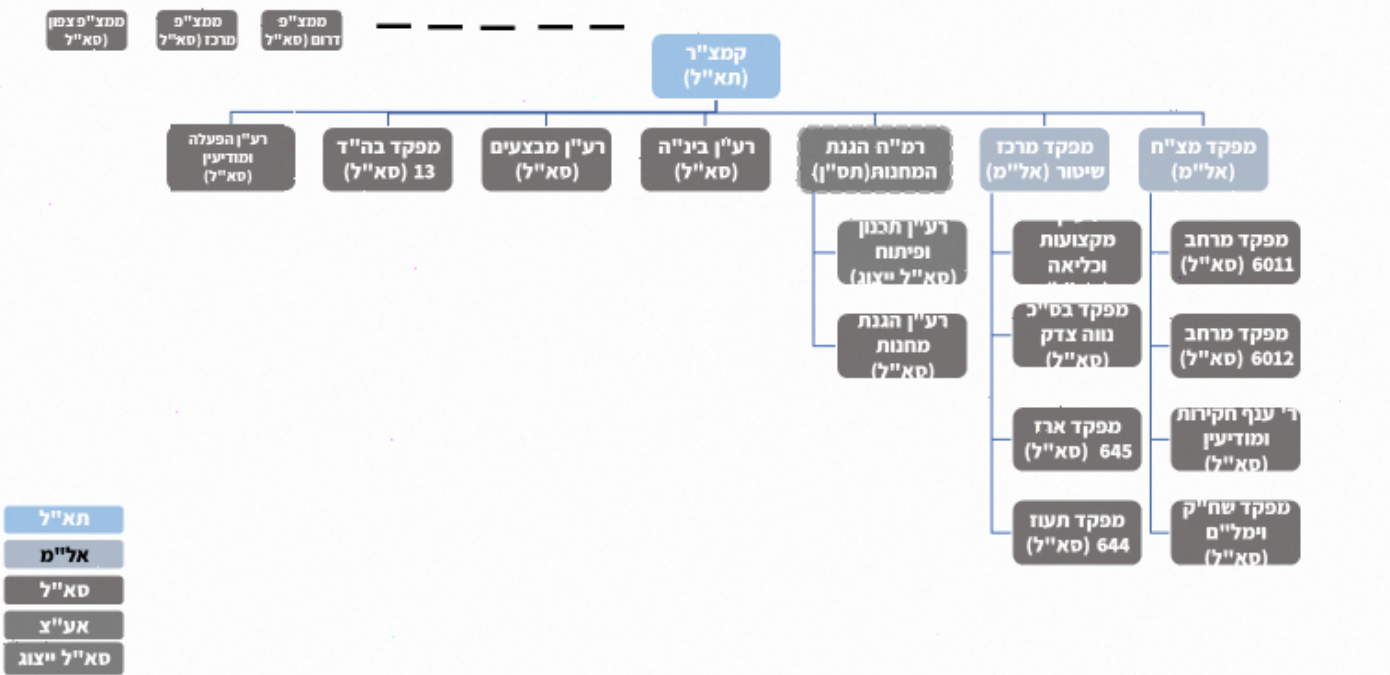 ממצ"פ צפון
(סא"ל
ממצ"פ
מרכז (סא"ל
ממצ"פ
דרום (סא"ל
קמצ"ר
(תא"ל)
מפקד מצ"ח
(אל"מ)
מפקד מרכז
שיטור (אל"מ)
רמ"ח הגנת
המחנות(תס"ן)
רע"ן בינ"ה
(סא"ל)
רע"ן מבצעים
(סא"ל)
מפקד בה"ד
13 (סא"ל)
רע"ן הפעלה
ומודיעין
(סא"ל)
מפקד מרחב
6011 (סא"ל)
מפקד מרחב
6012 (סא"ל)
ר' ענף חקירות
ומודיעין
(סא"ל)
מפקד שח"ק
וימל"ם
(סא"ל)
מקצועות
וכליאה
מפקד בס"כ
נווה צדק
(סא"ל)
מפקד ארז
645 (סא"ל)
מפקד תעוז
644 (סא"ל)
רע"ן תכנון
ופיתוח
(סא"ל ייצוג)
רע"ן הגנת
מחנות
(סא"ל)
תא"ל
אל"מ
סא"ל
אע"צ
סא"ל ייצוג